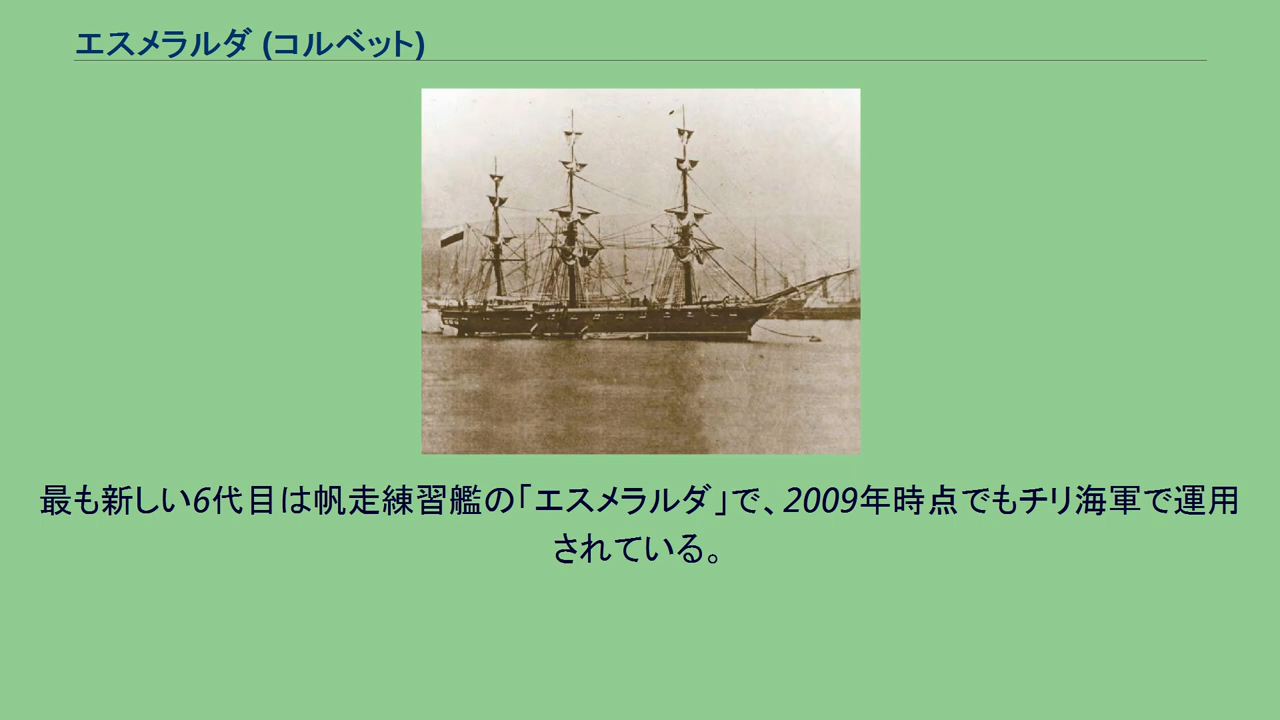 エスメラルダ (コルベット)
最も新しい6代目は帆走練習艦の「エスメラルダ」で、2009年時点でもチリ海軍で運用
されている。